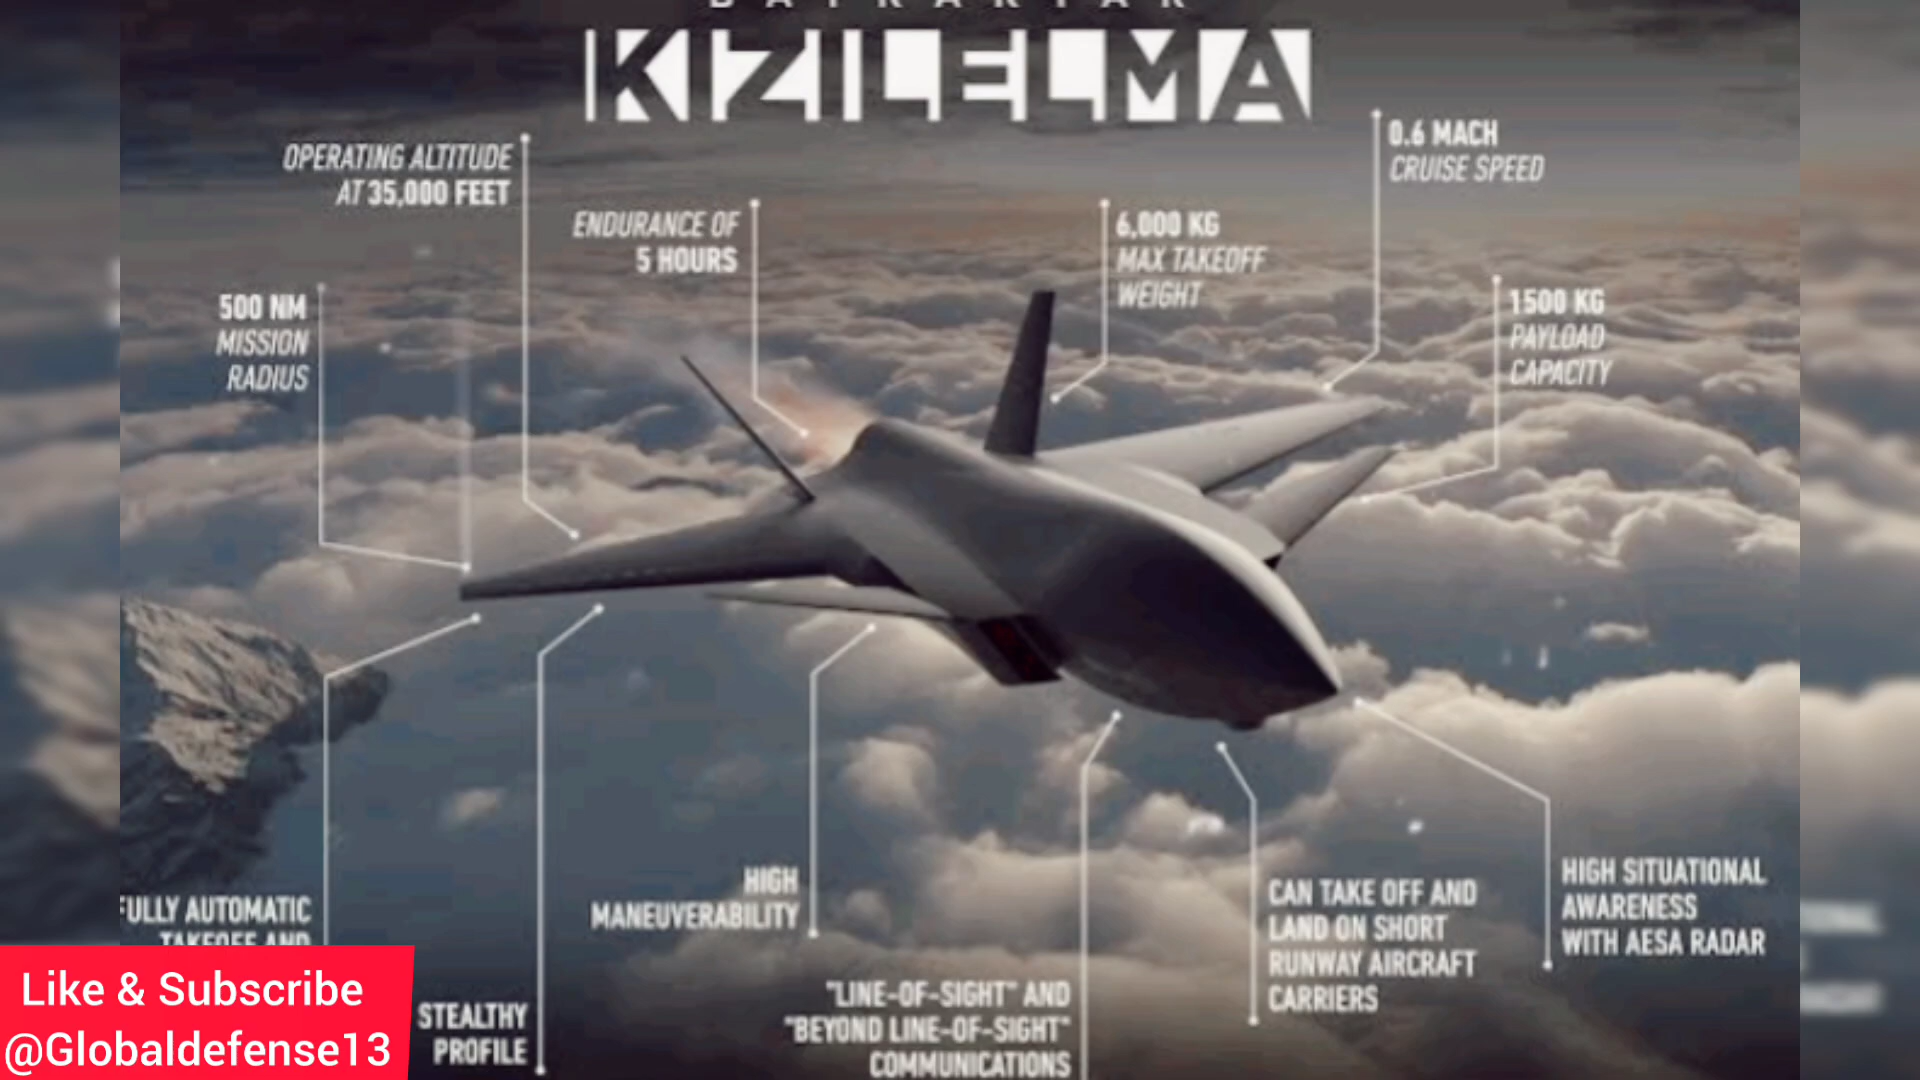 KIZILELMA
OPERATING ALTITUDE
AT 35,000 FEET
0.6 MACH
CRUISE SPEED
ENDURANCE OF
5 HOURS
6,000 KG
MAX TAKEOFF
WEIGHT
500 NM
MISSION
RADIUS
1500 KG
PAYLOAD
CAPACITY
FULLY AUTOMATIC
TAKEOFF AND
STEALTHY
PROFILE
HIGH
MANEUVERABILITY
"LINE-OF-SIGHT" AND
"BEYOND LINE-OF-SIGHT"
COMMUNICATIONS
CAN TAKE OFF AND
LAND ON SHORT
RUNWAY AIRCRAFT
CARRIERS
HIGH SITUATIONAL
AWARENESS
WITH AESA RADAR
Like & Subscribe
@Globaldefense13